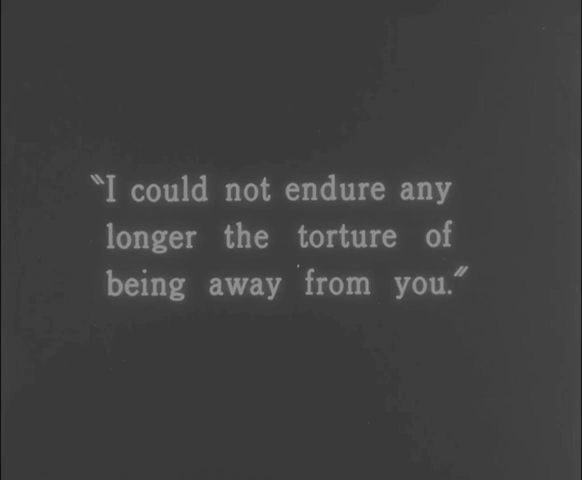 "I could not endure any
longer the torture of
being away from you."